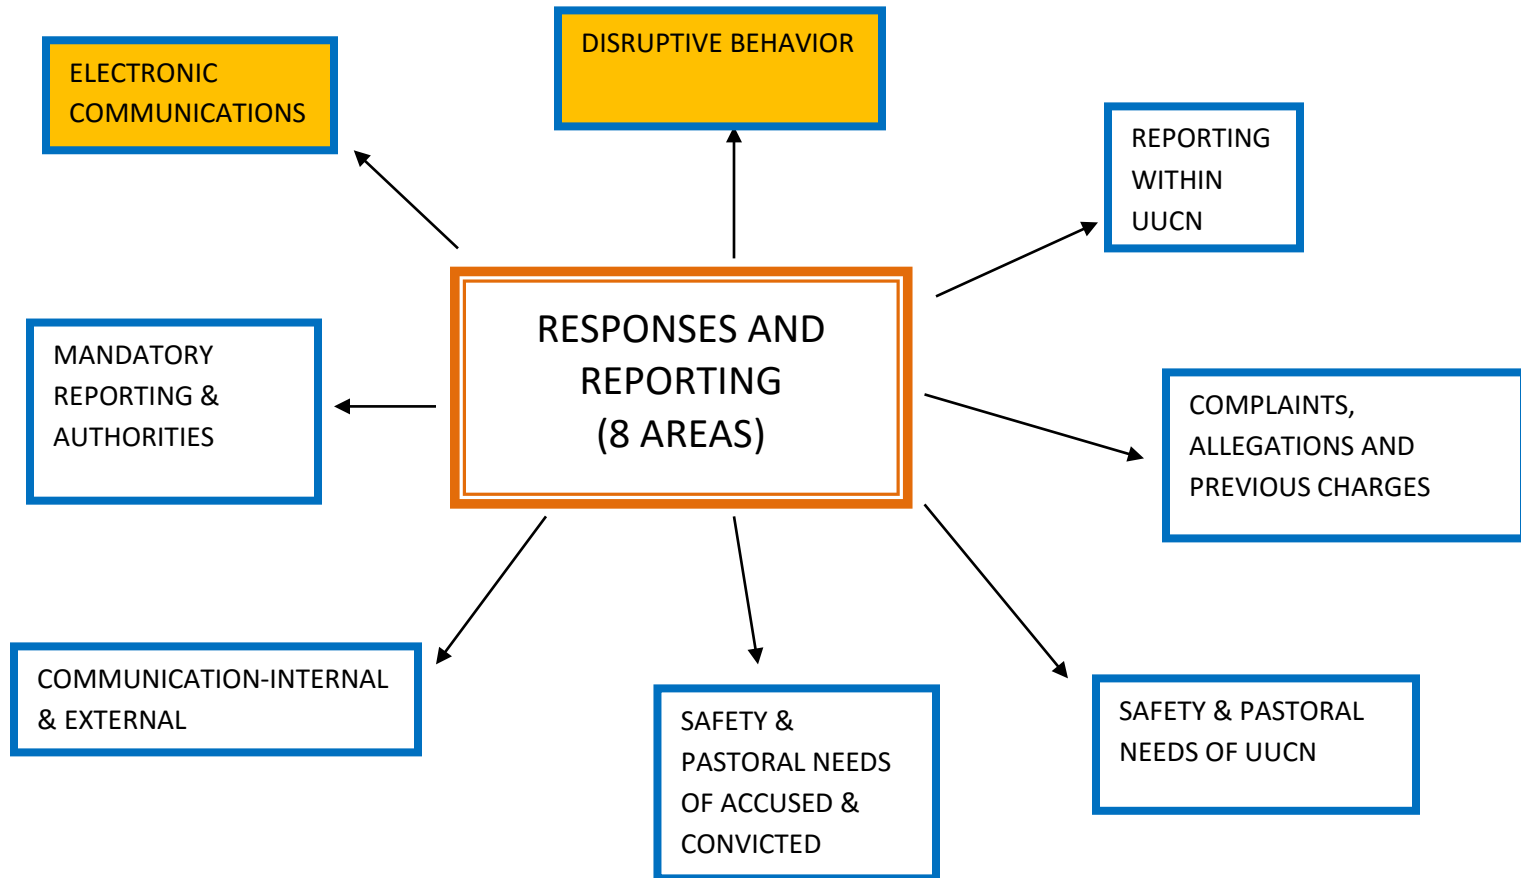 ELECTRONIC
COMMUNICATIONS
DISRUPTIVE BEHAVIOR
REPORTING
WITHIN
UUCN
RESPONSES AND
REPORTING
(8 AREAS)
MANDATORY
REPORTING &
AUTHORITIES
COMPLAINTS,
ALLEGATIONS AND
PREVIOUS CHARGES
COMMUNICATION-INTERNAL
& EXTERNAL
SAFETY &
PASTORAL NEEDS
OF ACCUSED &
CONVICTED
SAFETY & PASTORAL
NEEDS OF UUCN